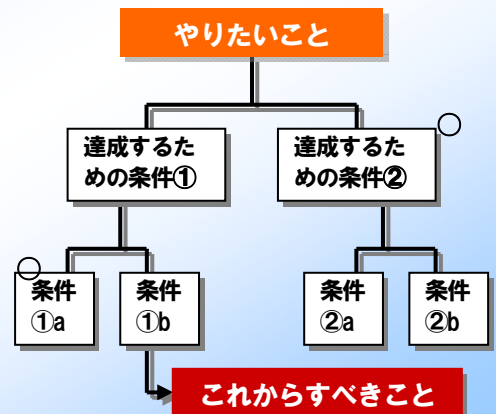 やりたいこと
達成するた
めの条件①
達成するた
めの条件②
条件
①a
条件
①b
条件
②a
条件
②b
これからすべきこと